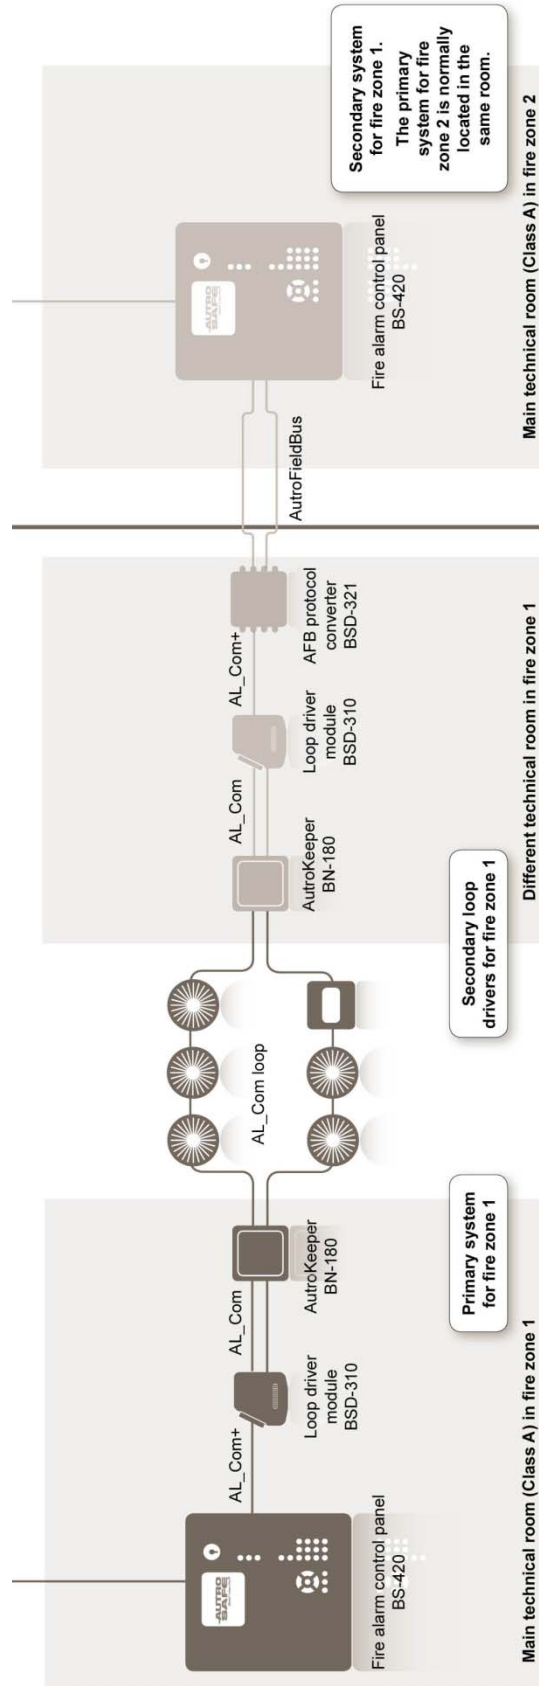 AUTRO
SAFE
Fire alarm control panel
BS-420
AL_Com+
Loop driver
module
BSD-310
AL_Com
AutroKeeper
BN-180
Primary system
for fire zone 1
Main technical room (Class A) in fire zone 1
AL_Com loop
Secondary loop
drivers for fire zone 1
AutroKeeper
BN-180
AL_Com
Loop driver
module
BSD-310
AL_Com+
AFB protocol
converter
BSD-321
Different technical room in fire zone 1
AutroFieldBus
AUTRO
SAFE
Fire alarm control panel
BS-420
Secondary system
for fire zone 1.
The primary
system for fire
zone 2 is normally
located in the
same room.
Main technical room (Class A) in fire zone 2